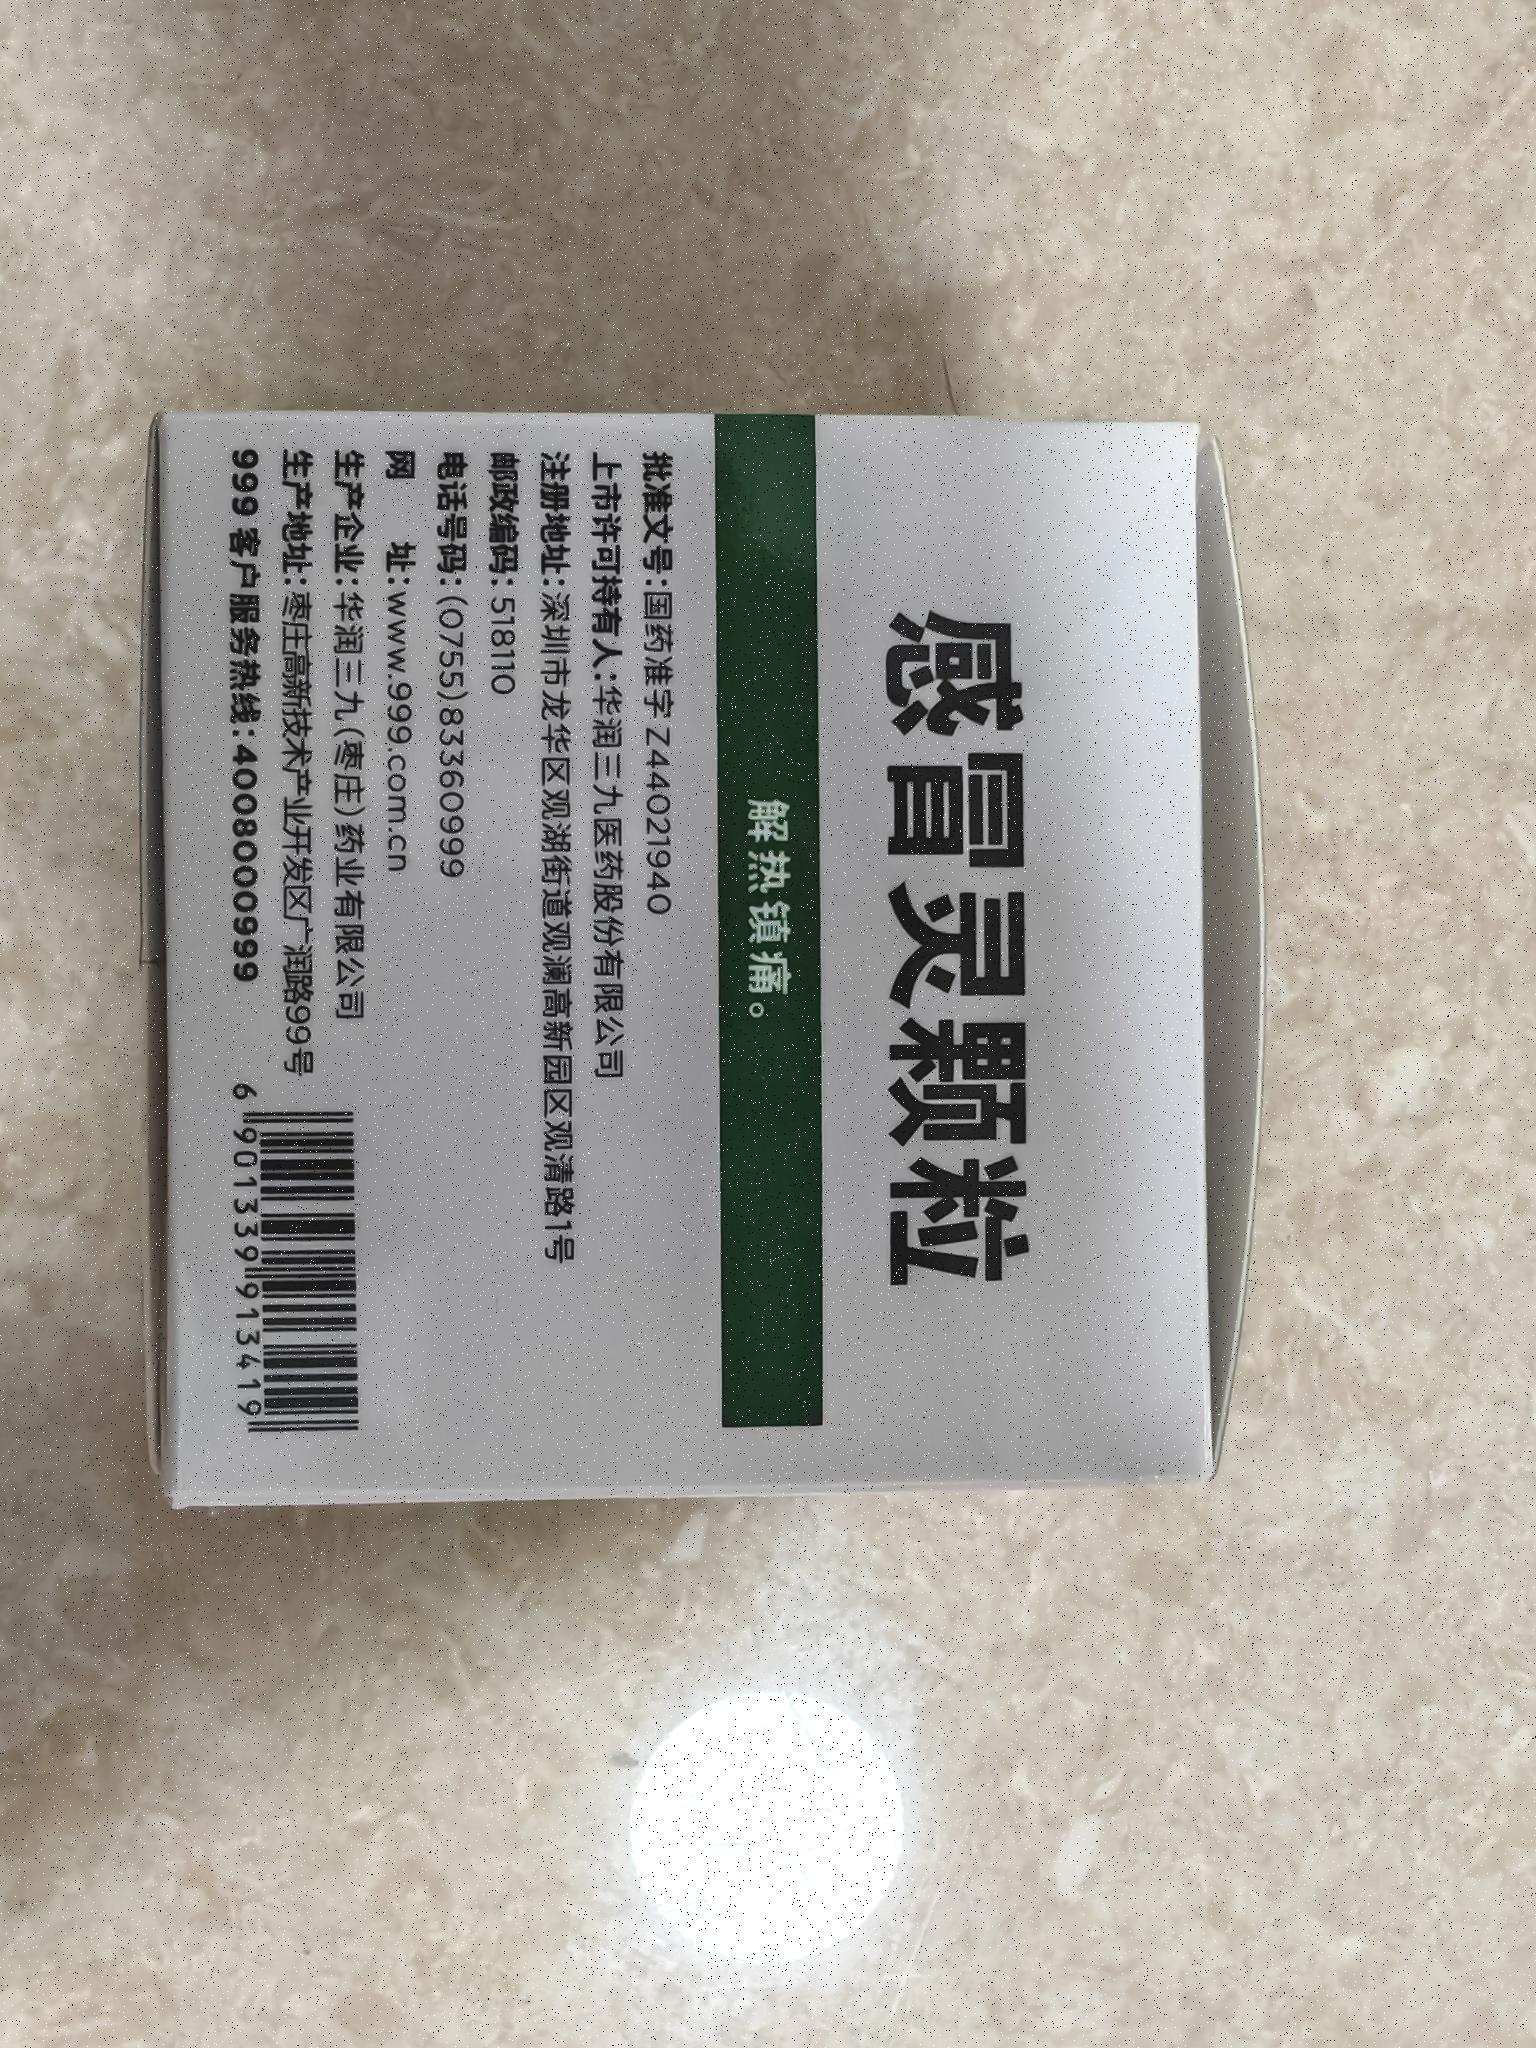 感冒灵颗粒
解热镇痛。
批准文号:国药准字Z44021940
上市许可持有人:华润三九医药股份有限公司
注册地址:深圳市龙华区观湖街道观澜高新园区观清路1号
邮政编码:518110
电话号码:(0755)83360999
网 址:www.999.com.cn
生产企业:华润三九(枣庄)药业有限公司
生产地址:枣庄高新技术产业开发区广润路99号
999 客户服务热线:4008000999
6 901339 913419